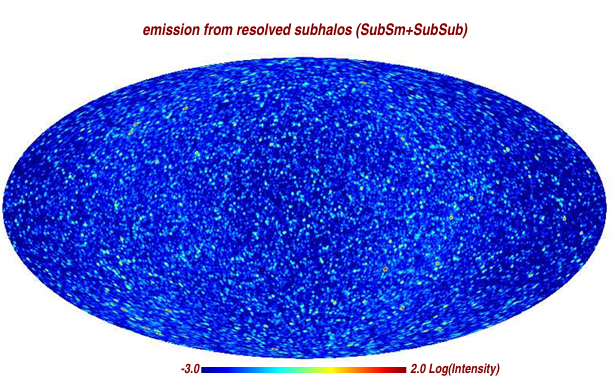 emission from resolved subhalos (SubSm+SubSub)
-3.0 2.0 Log(Intensity)